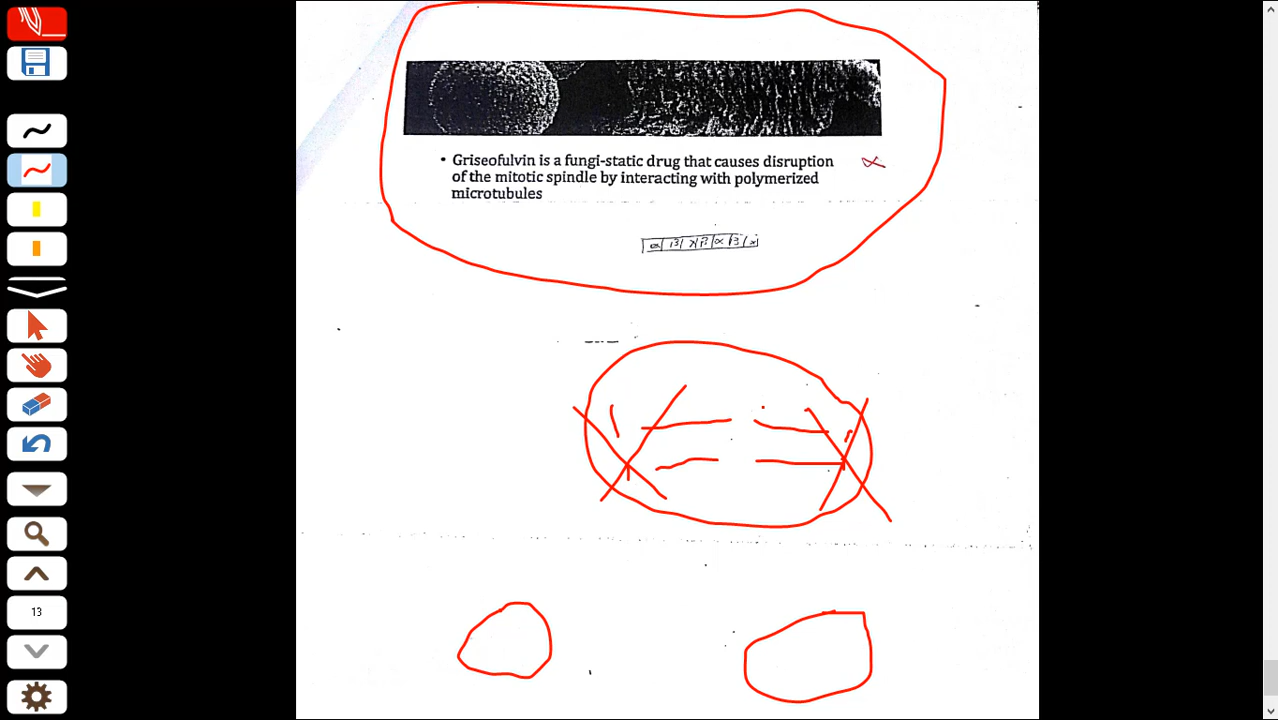 • Griseofulvin is a fungi-static drug that causes disruption
of the mitotic spindle by interacting with polymerized
microtubules
∝
13